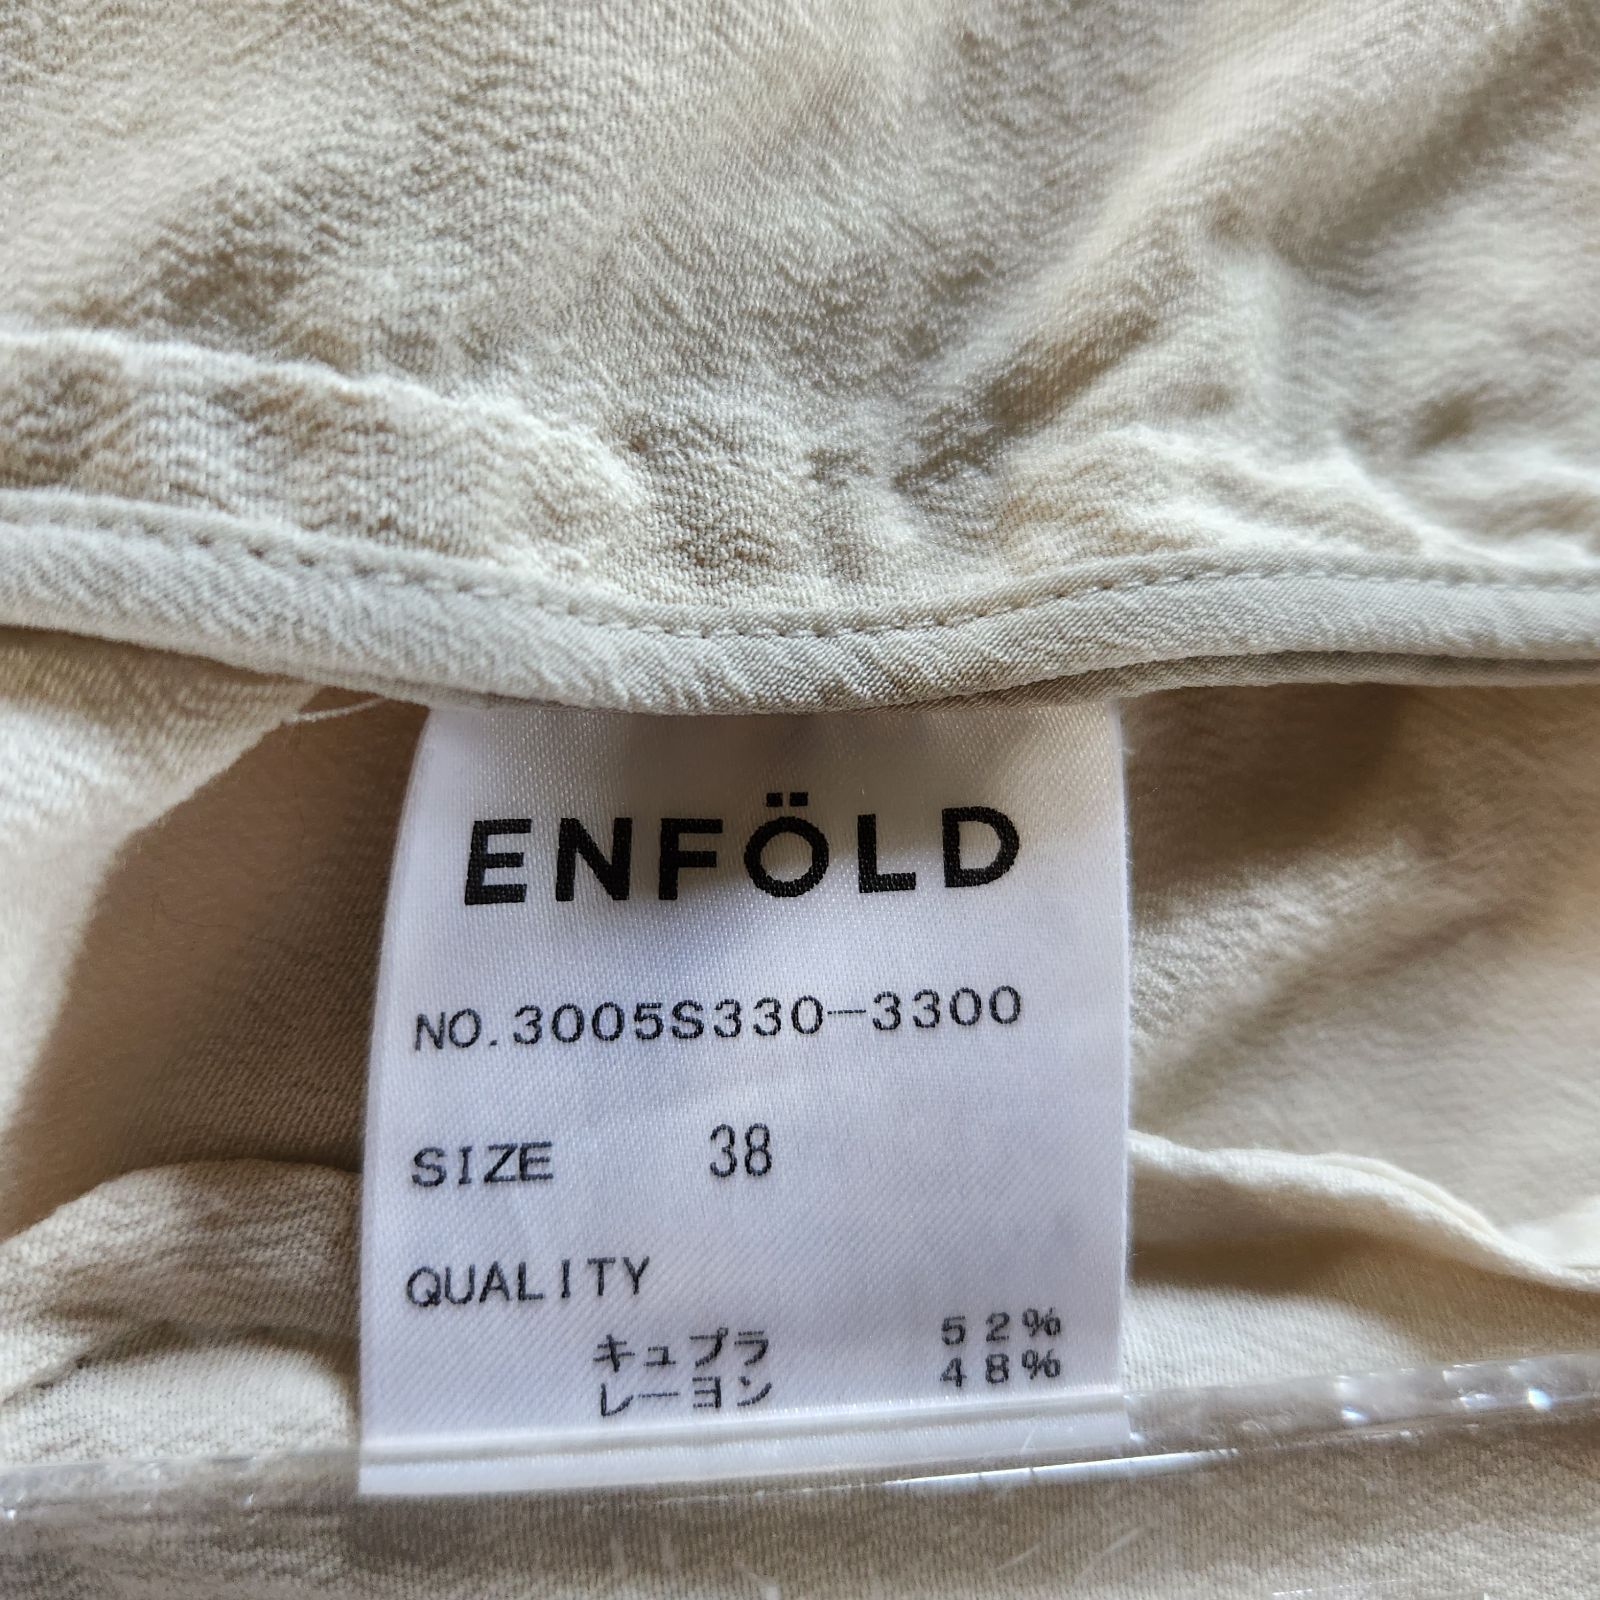 ENFÖLD
NO.3005S330-3300
SIZE 38
QUALITY
キュプラ 52%
レーヨン 48%